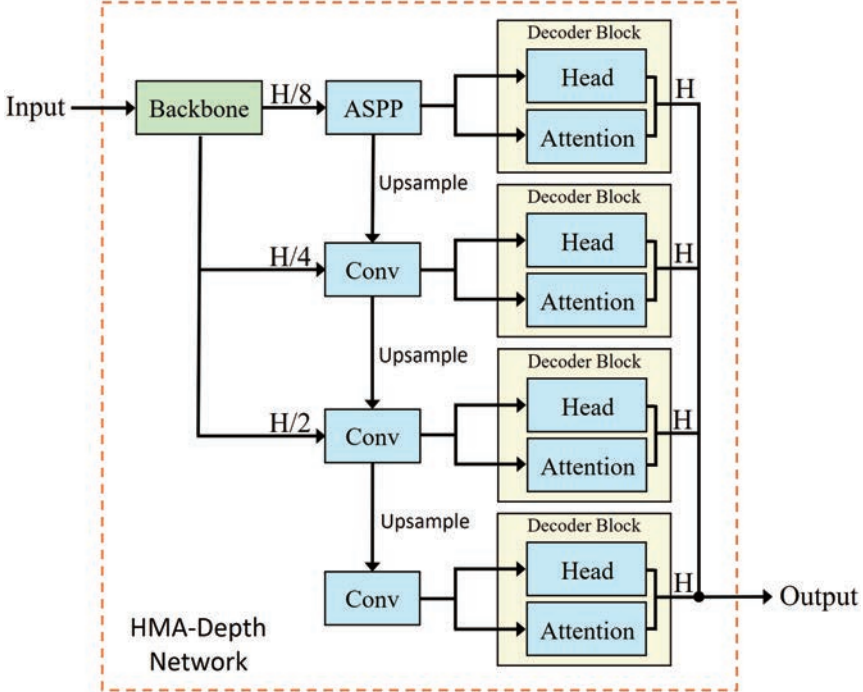 Decoder Block
Input
Backbone
H/8
ASPP
Head
Attention
H
Upsample
Decoder Block
H/4
Conv
Head
Attention
H
Upsample
Decoder Block
H/2
Conv
Head
Attention
H
Upsample
Decoder Block
Conv
Head
Attention
H
Output
HMA-Depth
Network